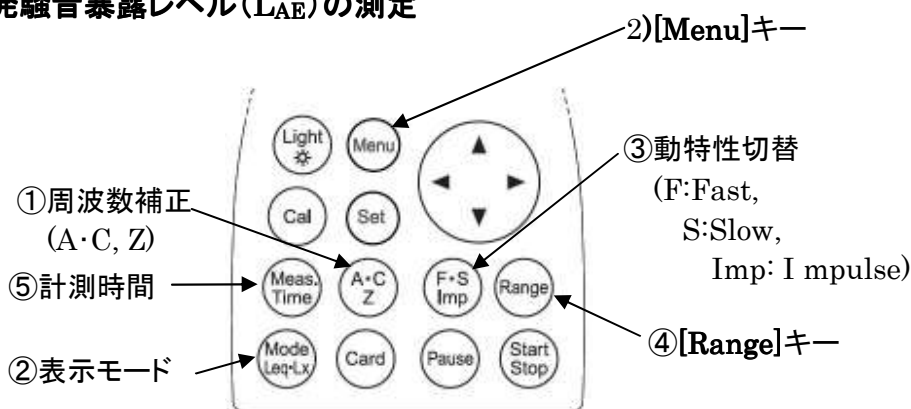 発騒音暴露レベル(LAE)の測定
2)[Menu]キー
Light
Menu
③動特性切替
(F:Fast,
S:Slow,
Imp: I mpulse)
①周波数補正
(A・C, Z)
Cal
Set
⑤計測時間
Meas.
Time
A・C
Z
F・S
Imp
Range
④[Range]キー
②表示モード
Mode
Leq・Lx
Card
Pause
Start
Stop